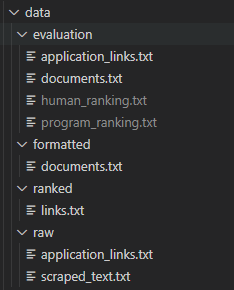 data
evaluation
application_links.txt
documents.txt
human_ranking.txt
program_ranking.txt
formatted
documents.txt
ranked
links.txt
raw
application_links.txt
scraped_text.txt